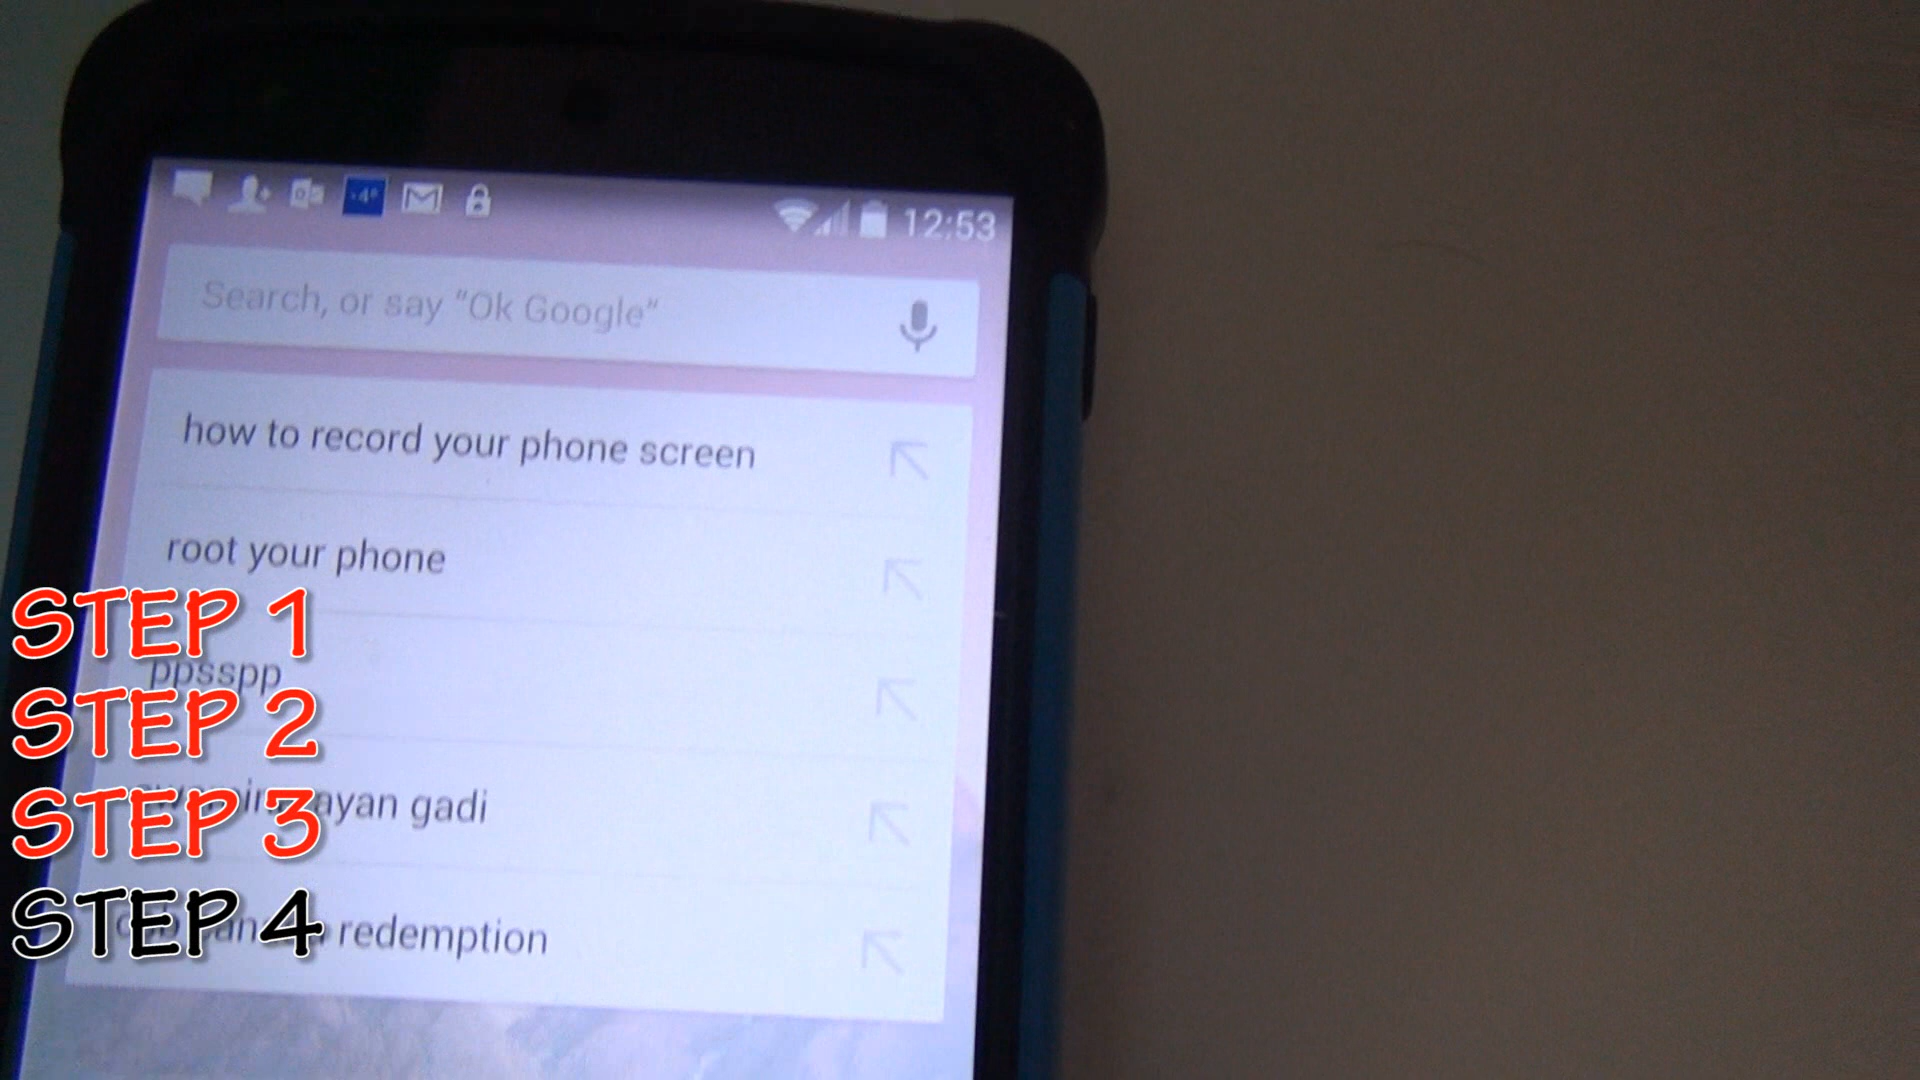 -4°
12:53
Search, or say "Ok Google"
how to record your phone screen
root your phone
STEP 1
ppsspp
STEP 2
gadi
STEP 3
redemption
STEP 4